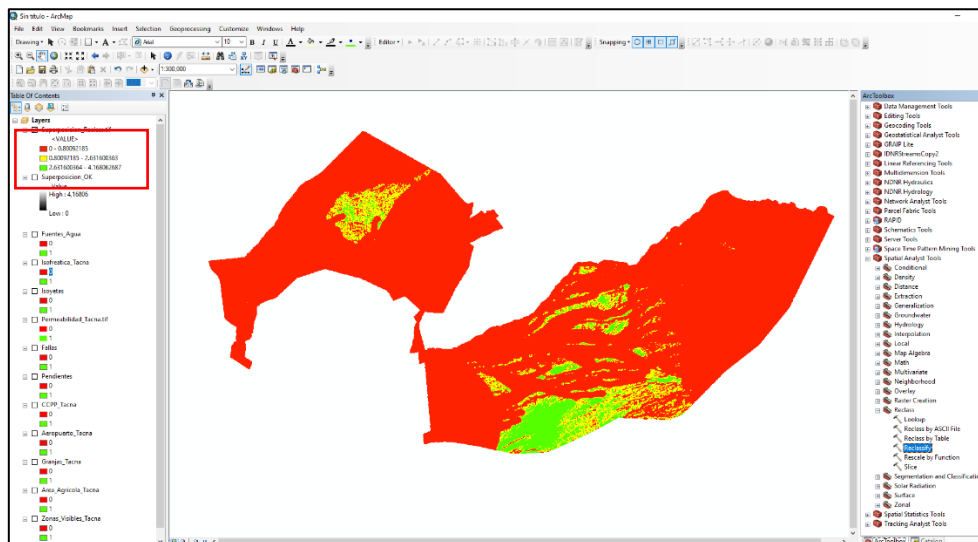 Sin título - ArcMap
File Edit View Bookmarks Insert Selection Geoprocessing Customize Windows Help
Drawing Arial 10 B I U A Editor Snapping
1:300,000
Table Of Contents
Layers
Superposicion_Reclas.tif
<VALUE>
0 - 0.80092185
0.80092185 - 2.631600363
2.631600364 - 4.168062687
Superposicion_OK
Value
High : 4,16806
Low : 0
Fuentes_Agua
0
1
Isofreatica_Tacna
0
1
Isoyetas
0
1
Permeabilidad_Tacna.tif
0
1
Fallas
0
1
Pendientes
0
1
CCPP_Tacna
0
1
Aeropuerto_Tacna
0
1
Granjas_Tacna
0
1
Area_Agricola_Tacna
0
1
Zonas_Visibles_Tacna
0
1
ArcToolbox
Data Management Tools
Editing Tools
Geocoding Tools
Geostatistical Analyst Tools
GRAIP Lite
IDNRStreamsCopy2
Linear Referencing Tools
Multidimension Tools
NDNR Hydraulics
NDNR Hydrology
Network Analyst Tools
Parcel Fabric Tools
RAPID
Schematics Tools
Server Tools
Space Time Pattern Mining Tools
Spatial Analyst Tools
Conditional
Density
Distance
Extraction
Generalization
Groundwater
Hydrology
Interpolation
Local
Map Algebra
Math
Multivariate
Neighborhood
Overlay
Raster Creation
Reclass
Lookup
Reclass by ASCII File
Reclass by Table
Reclassify
Rescale by Function
Slice
Segmentation and Classificati
Solar Radiation
Surface
Zonal
Spatial Statistics Tools
Tracking Analyst Tools
ArcToolbox Catalog